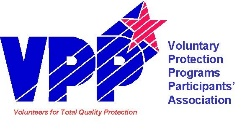 VPP
Voluntary
Protection
Programs
Participants'
Association
Volunteers for Total Quality Protection